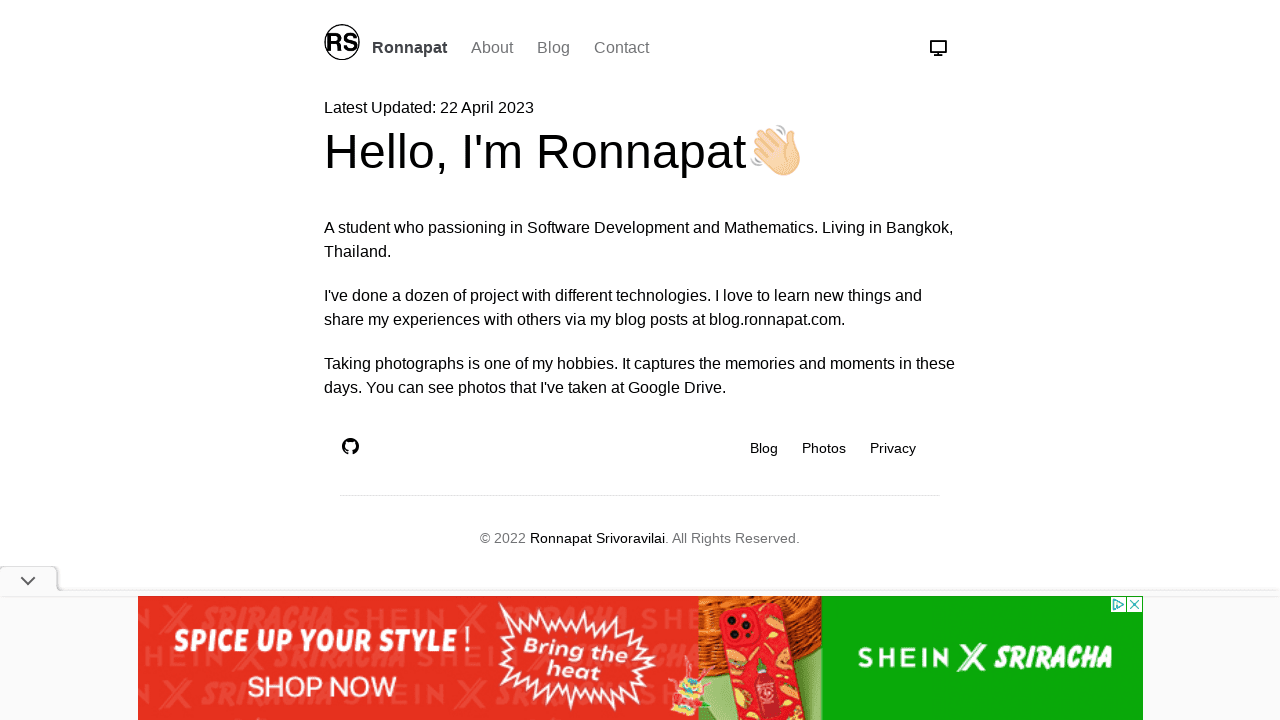 RS Ronnapat About Blog Contact
Latest Updated: 22 April 2023
Hello, I'm Ronnapat👋🏻
A student who passioning in Software Development and Mathematics. Living in Bangkok,
Thailand.
I've done a dozen of project with different technologies. I love to learn new things and
share my experiences with others via my blog posts at blog.ronnapat.com.
Taking photographs is one of my hobbies. It captures the memories and moments in these
days. You can see photos that I've taken at Google Drive.
Blog Photos Privacy
© 2022 Ronnapat Srivoravilai. All Rights Reserved.
SPICE UP YOUR STYLE !
SHOP NOW
Bring the
heat
SHEIN X SRIRACHA